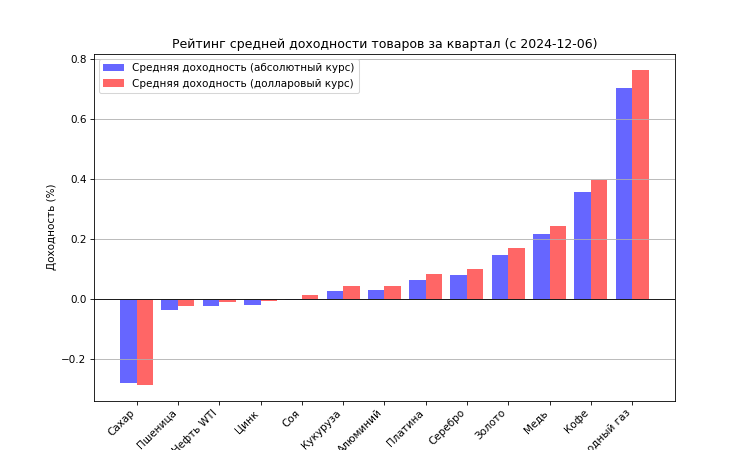 Рейтинг средней доходности товаров за квартал (с 2024-12-06)
Средняя доходность (абсолютный курс)
Средняя доходность (долларовый курс)
Доходность (%)
0.8
0.6
0.4
0.2
0.0
−0.2
Сахар
Пшеница
Нефть WTI
Цинк
Соя
Кукуруза
Алюминий
Платина
Серебро
Золото
Медь
Кофе
газ